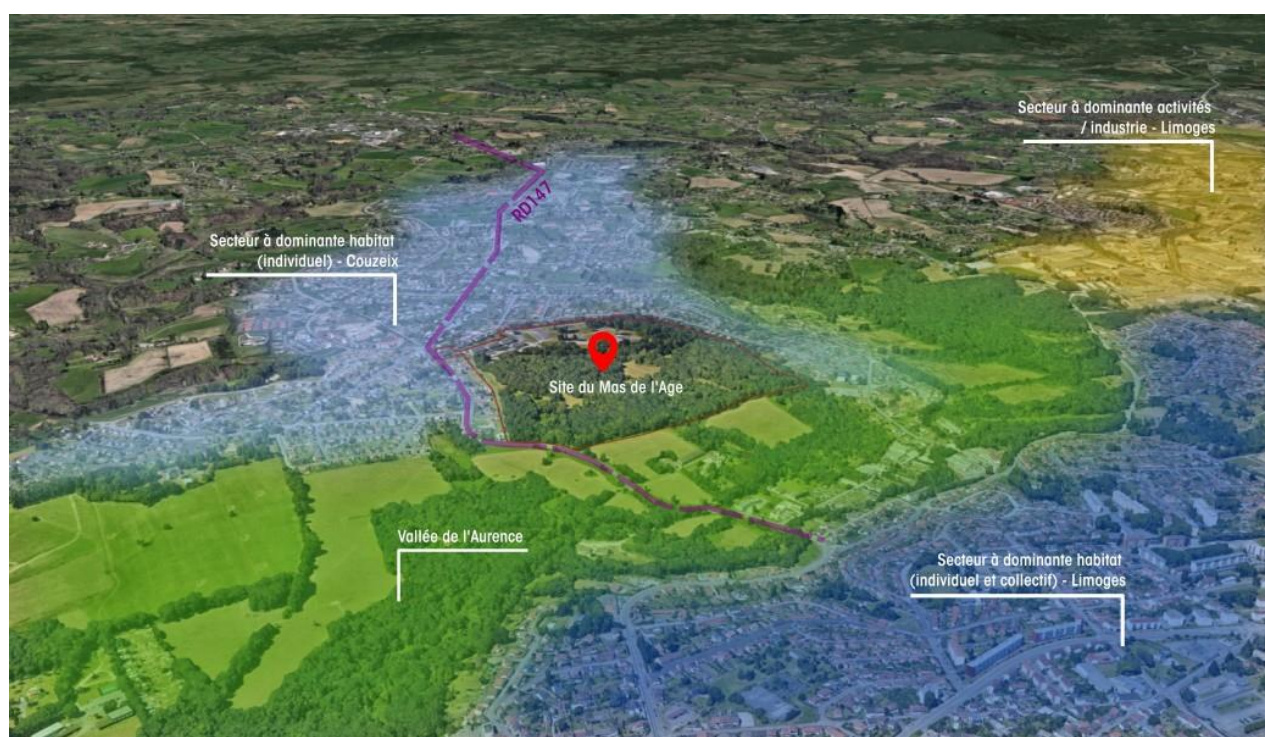 Secteur à dominante activités
/ industrie - Limoges
RD147
Secteur à dominante habitat
(individuel) - Couzeix
Site du Mas de l'Age
Vallée de l'Aurence
Secteur à dominante habitat
(individuel et collectif) - Limoges